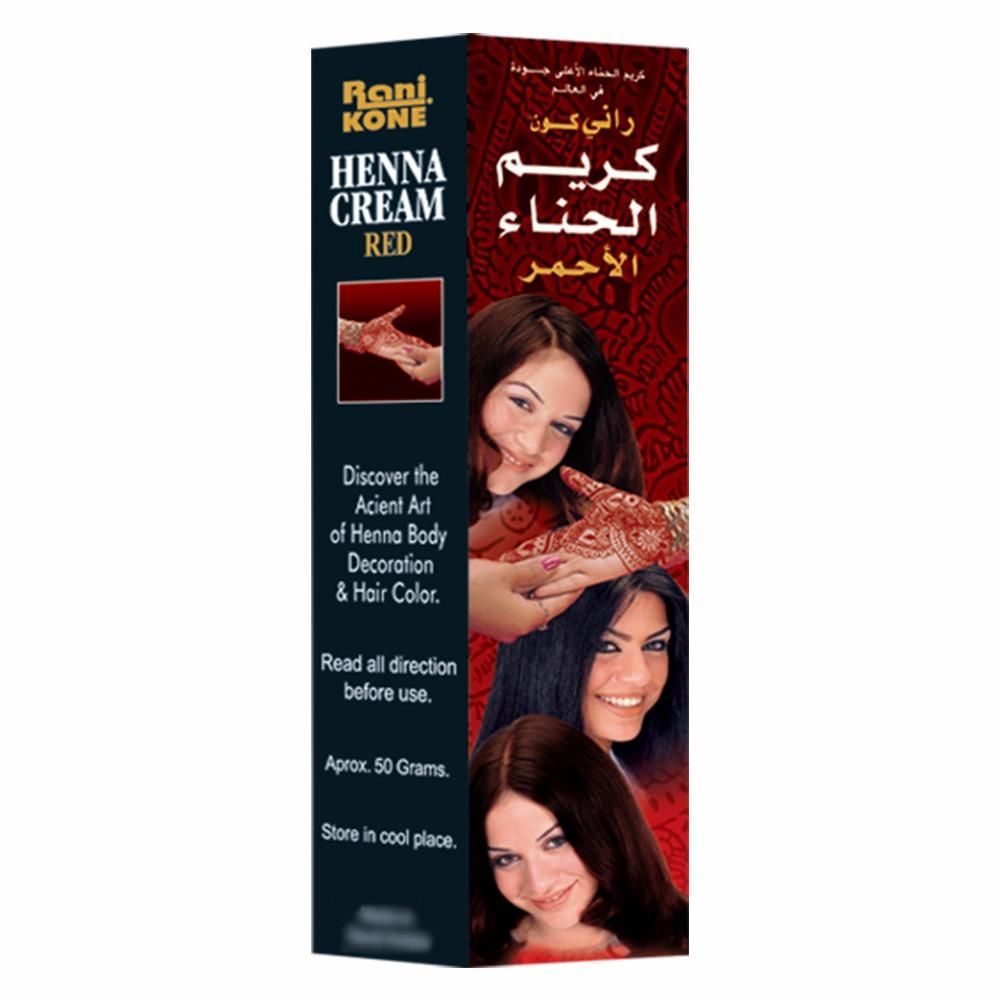 Rani
KONE
HENNA
CREAM
RED
Discover the
Acient Art
of Henna Body
Decoration
& Hair Color.
Read all direction
before use.
Aprox. 50 Grams.
Store in cool place.
كريم الحناء الأعلى جودة
في العالم
راني كون
كريم
الحناء
الأحمر